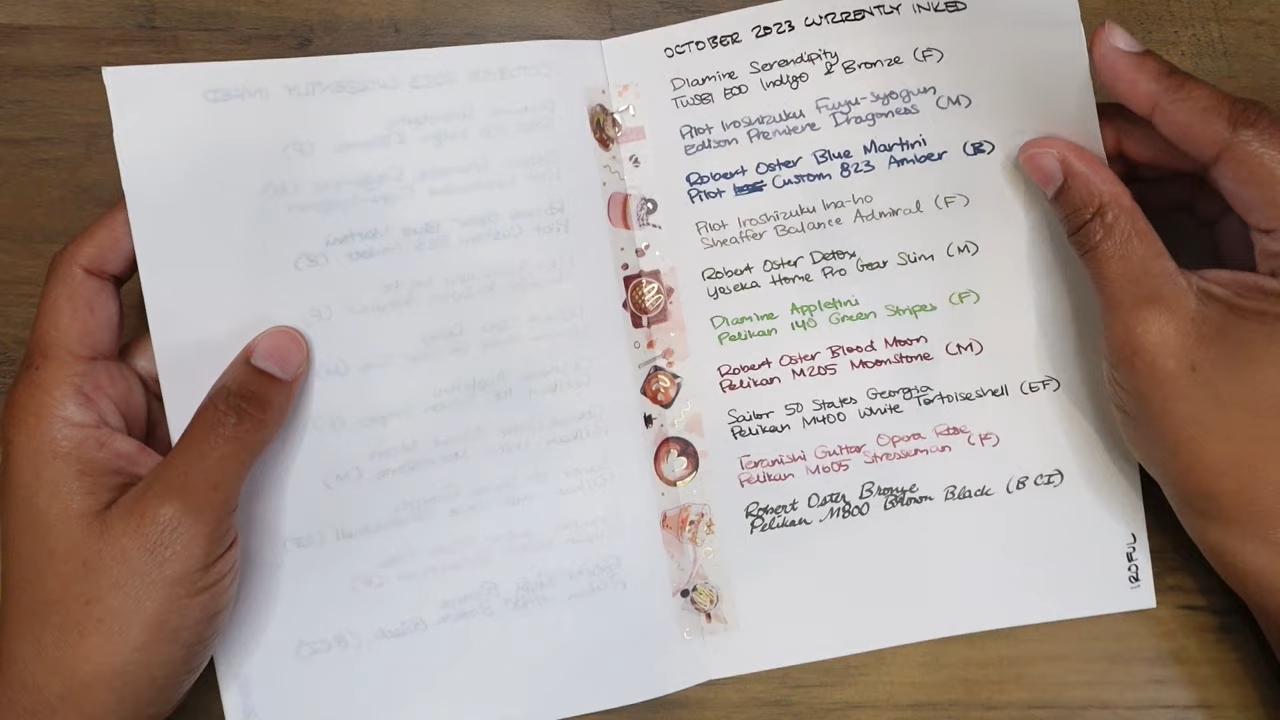 OCTOBER 2023 CURRENTLY INKED
Diamine Serendipity
TWSBI ECO Indigo & Bronze (F)
Pilot Iroshizuku Fuyu-syogun
Edison Premiere Dragoness (M)
Robert Oster Blue Martini
Pilot Custom 823 Amber (B)
Pilot Iroshizuku Ina-ho
Sheaffer Balance Admiral (F)
Robert Oster Detox
Yoseka Home Pro Gear Slim (M)
Diamine Appletini
Pelikan 140 Green Stripes (F)
Robert Oster Blood Moon
Pelikan M205 Moonstone (M)
Sailor 50 States Georgia
Pelikan M400 White Tortoiseshell (EF)
Teranishi Guitar Opera Rose
Pelikan M605 Stresseman (F)
Robert Oster Bronze
Pelikan M800 Brown Black (B CI)
IROFUL